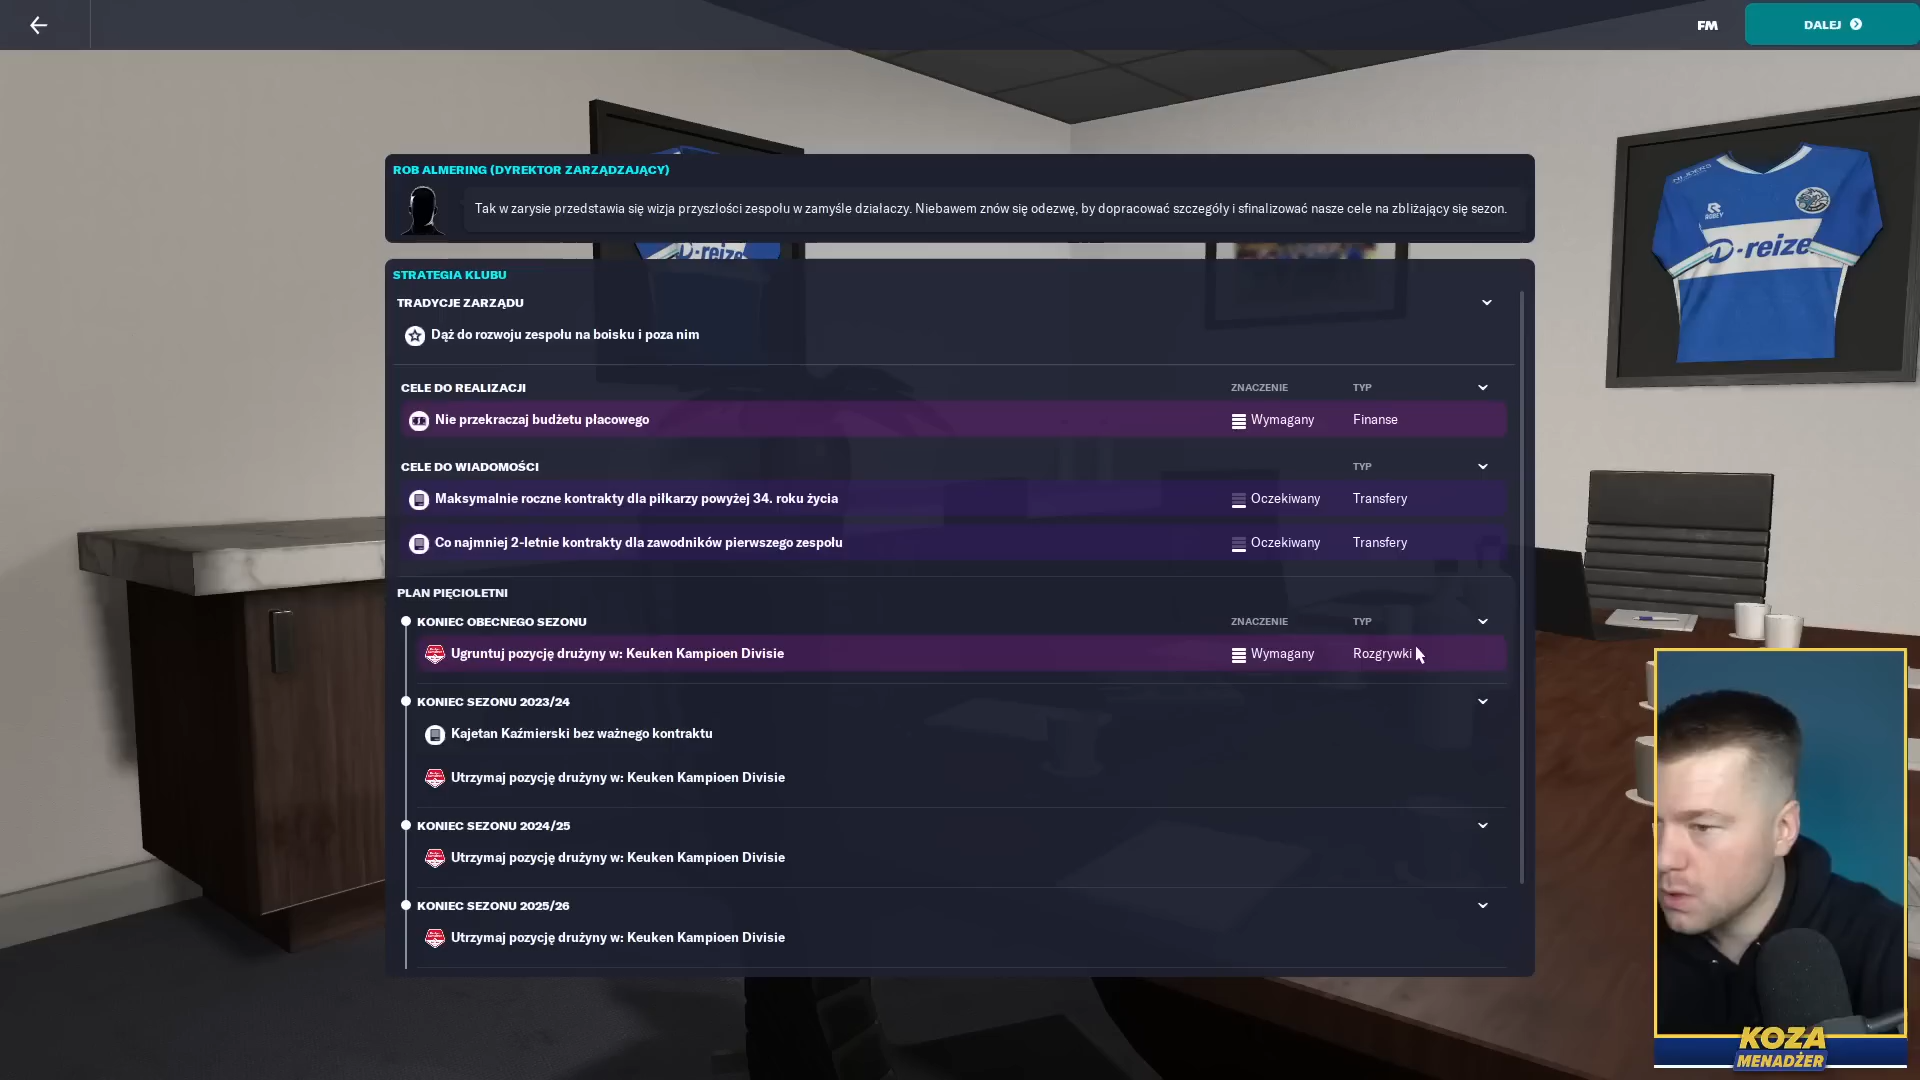 FM
DALEJ
ROB ALMERING (DYREKTOR ZARZĄDZAJĄCY)
Tak w zarysie przedstawia się wizja przyszłości zespołu w zamyśle działaczy. Niebawem znów się odezwę, by dopracować szczegóły i sfinalizować nasze cele na zbliżający się sezon.
ROBEY
D-reize
D-reize
STRATEGIA KLUBU
TRADYCJE ZARZĄDU
Dąż do rozwoju zespołu na boisku i poza nim
CELE DO REALIZACJI ZNACZENIE TYP
Nie przekraczaj budżetu płacowego Wymagany Finanse
CELE DO WIADOMOŚCI TYP
Maksymalnie roczne kontrakty dla piłkarzy powyżej 34. roku życia Oczekiwany Transfery
Co najmniej 2-letnie kontrakty dla zawodników pierwszego zespołu Oczekiwany Transfery
PLAN PIĘCIOLETNI
KONIEC OBECNEGO SEZONU ZNACZENIE TYP
Ugruntuj pozycję drużyny w: Keuken Kampioen Divisie Wymagany Rozgrywki
KONIEC SEZONU 2023/24
Kajetan Kaźmierski bez ważnego kontraktu
Utrzymaj pozycję drużyny w: Keuken Kampioen Divisie
KONIEC SEZONU 2024/25
Utrzymaj pozycję drużyny w: Keuken Kampioen Divisie
KONIEC SEZONU 2025/26
Utrzymaj pozycję drużyny w: Keuken Kampioen Divisie
KOZA
MENADŻER